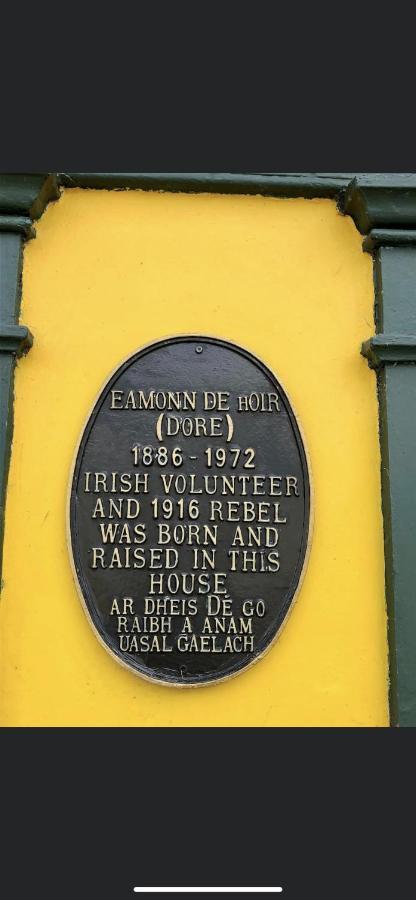 EAMONN DE HOIR
(DORE)
1886 - 1972
IRISH VOLUNTEER
AND 1916 REBEL
WAS BORN AND
RAISED IN THIS
HOUSE
AR DHEIS DÉ GO
RAIBH A ANAM
UASAL GAELACH